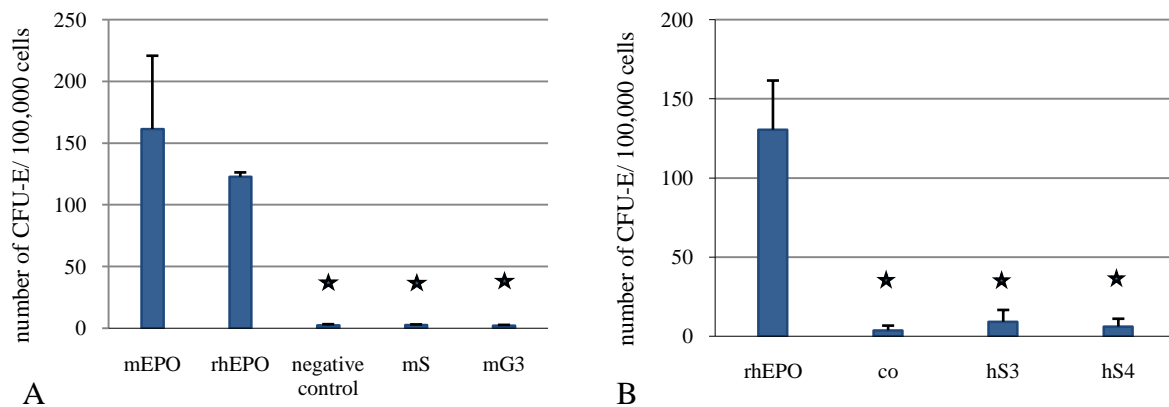 number of CFU-E/ 100,000 cells
250
200
150
100
50
0
mEPO rhEPO negative control mS mG3
A
number of CFU-E/ 100,000 cells
200
150
100
50
0
rhEPO co hS3 hS4
B